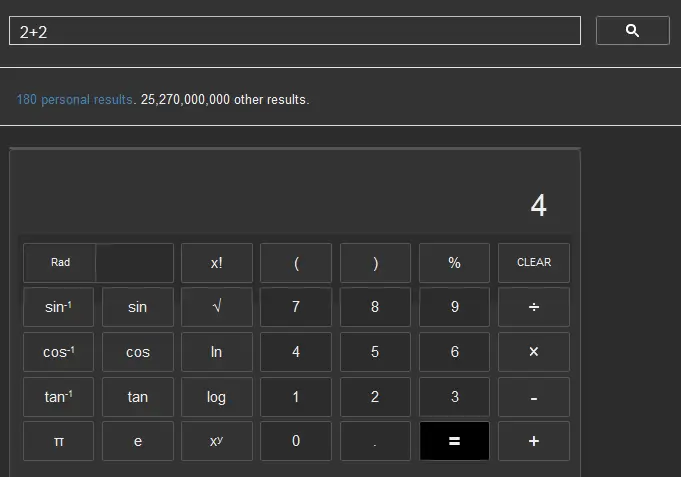 2+2
180 personal results. 25,270,000,000 other results.
4
Rad x! ( ) % CLEAR
sin⁻¹ sin √ 7 8 9 ÷
cos⁻¹ cos ln 4 5 6 ×
tan⁻¹ tan log 1 2 3 -
π e xʸ 0 . = +